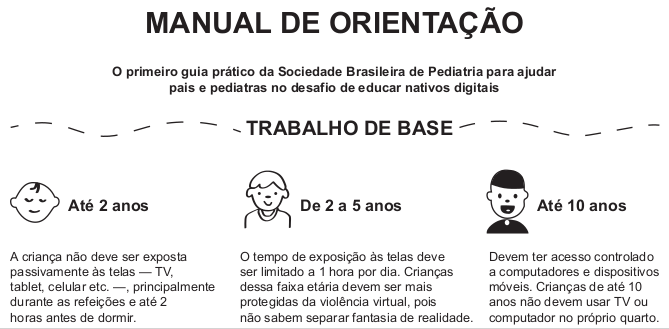 MANUAL DE ORIENTAÇÃO
O primeiro guia prático da Sociedade Brasileira de Pediatria para ajudar
pais e pediatras no desafio de educar nativos digitais
TRABALHO DE BASE
Até 2 anos
A criança não deve ser exposta
passivamente às telas — TV,
tablet, celular etc. —, principalmente
durante as refeições e até 2
horas antes de dormir.
De 2 a 5 anos
O tempo de exposição às telas deve
ser limitado a 1 hora por dia. Crianças
dessa faixa etária devem ser mais
protegidas da violência virtual, pois
não sabem separar fantasia de realidade.
Até 10 anos
Devem ter acesso controlado
a computadores e dispositivos
móveis. Crianças de até 10
anos não devem usar TV ou
computador no próprio quarto.